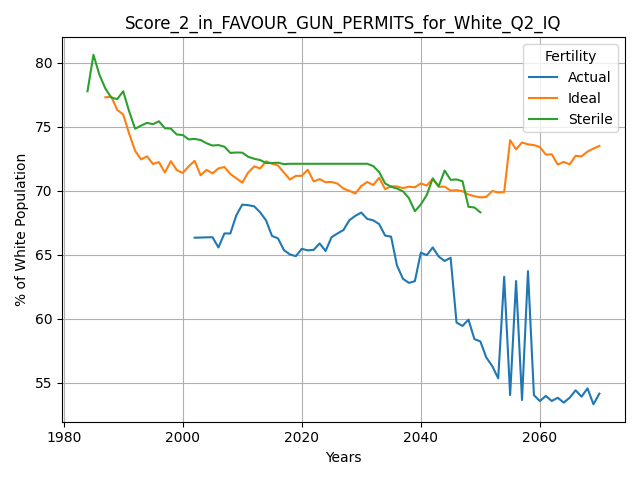 Score_2_in_FAVOUR_GUN_PERMITS_for_White_Q2_IQ
Fertility
Actual
Ideal
Sterile
% of White Population
80
75
70
65
60
55
1980
2000
2020
2040
2060
Years